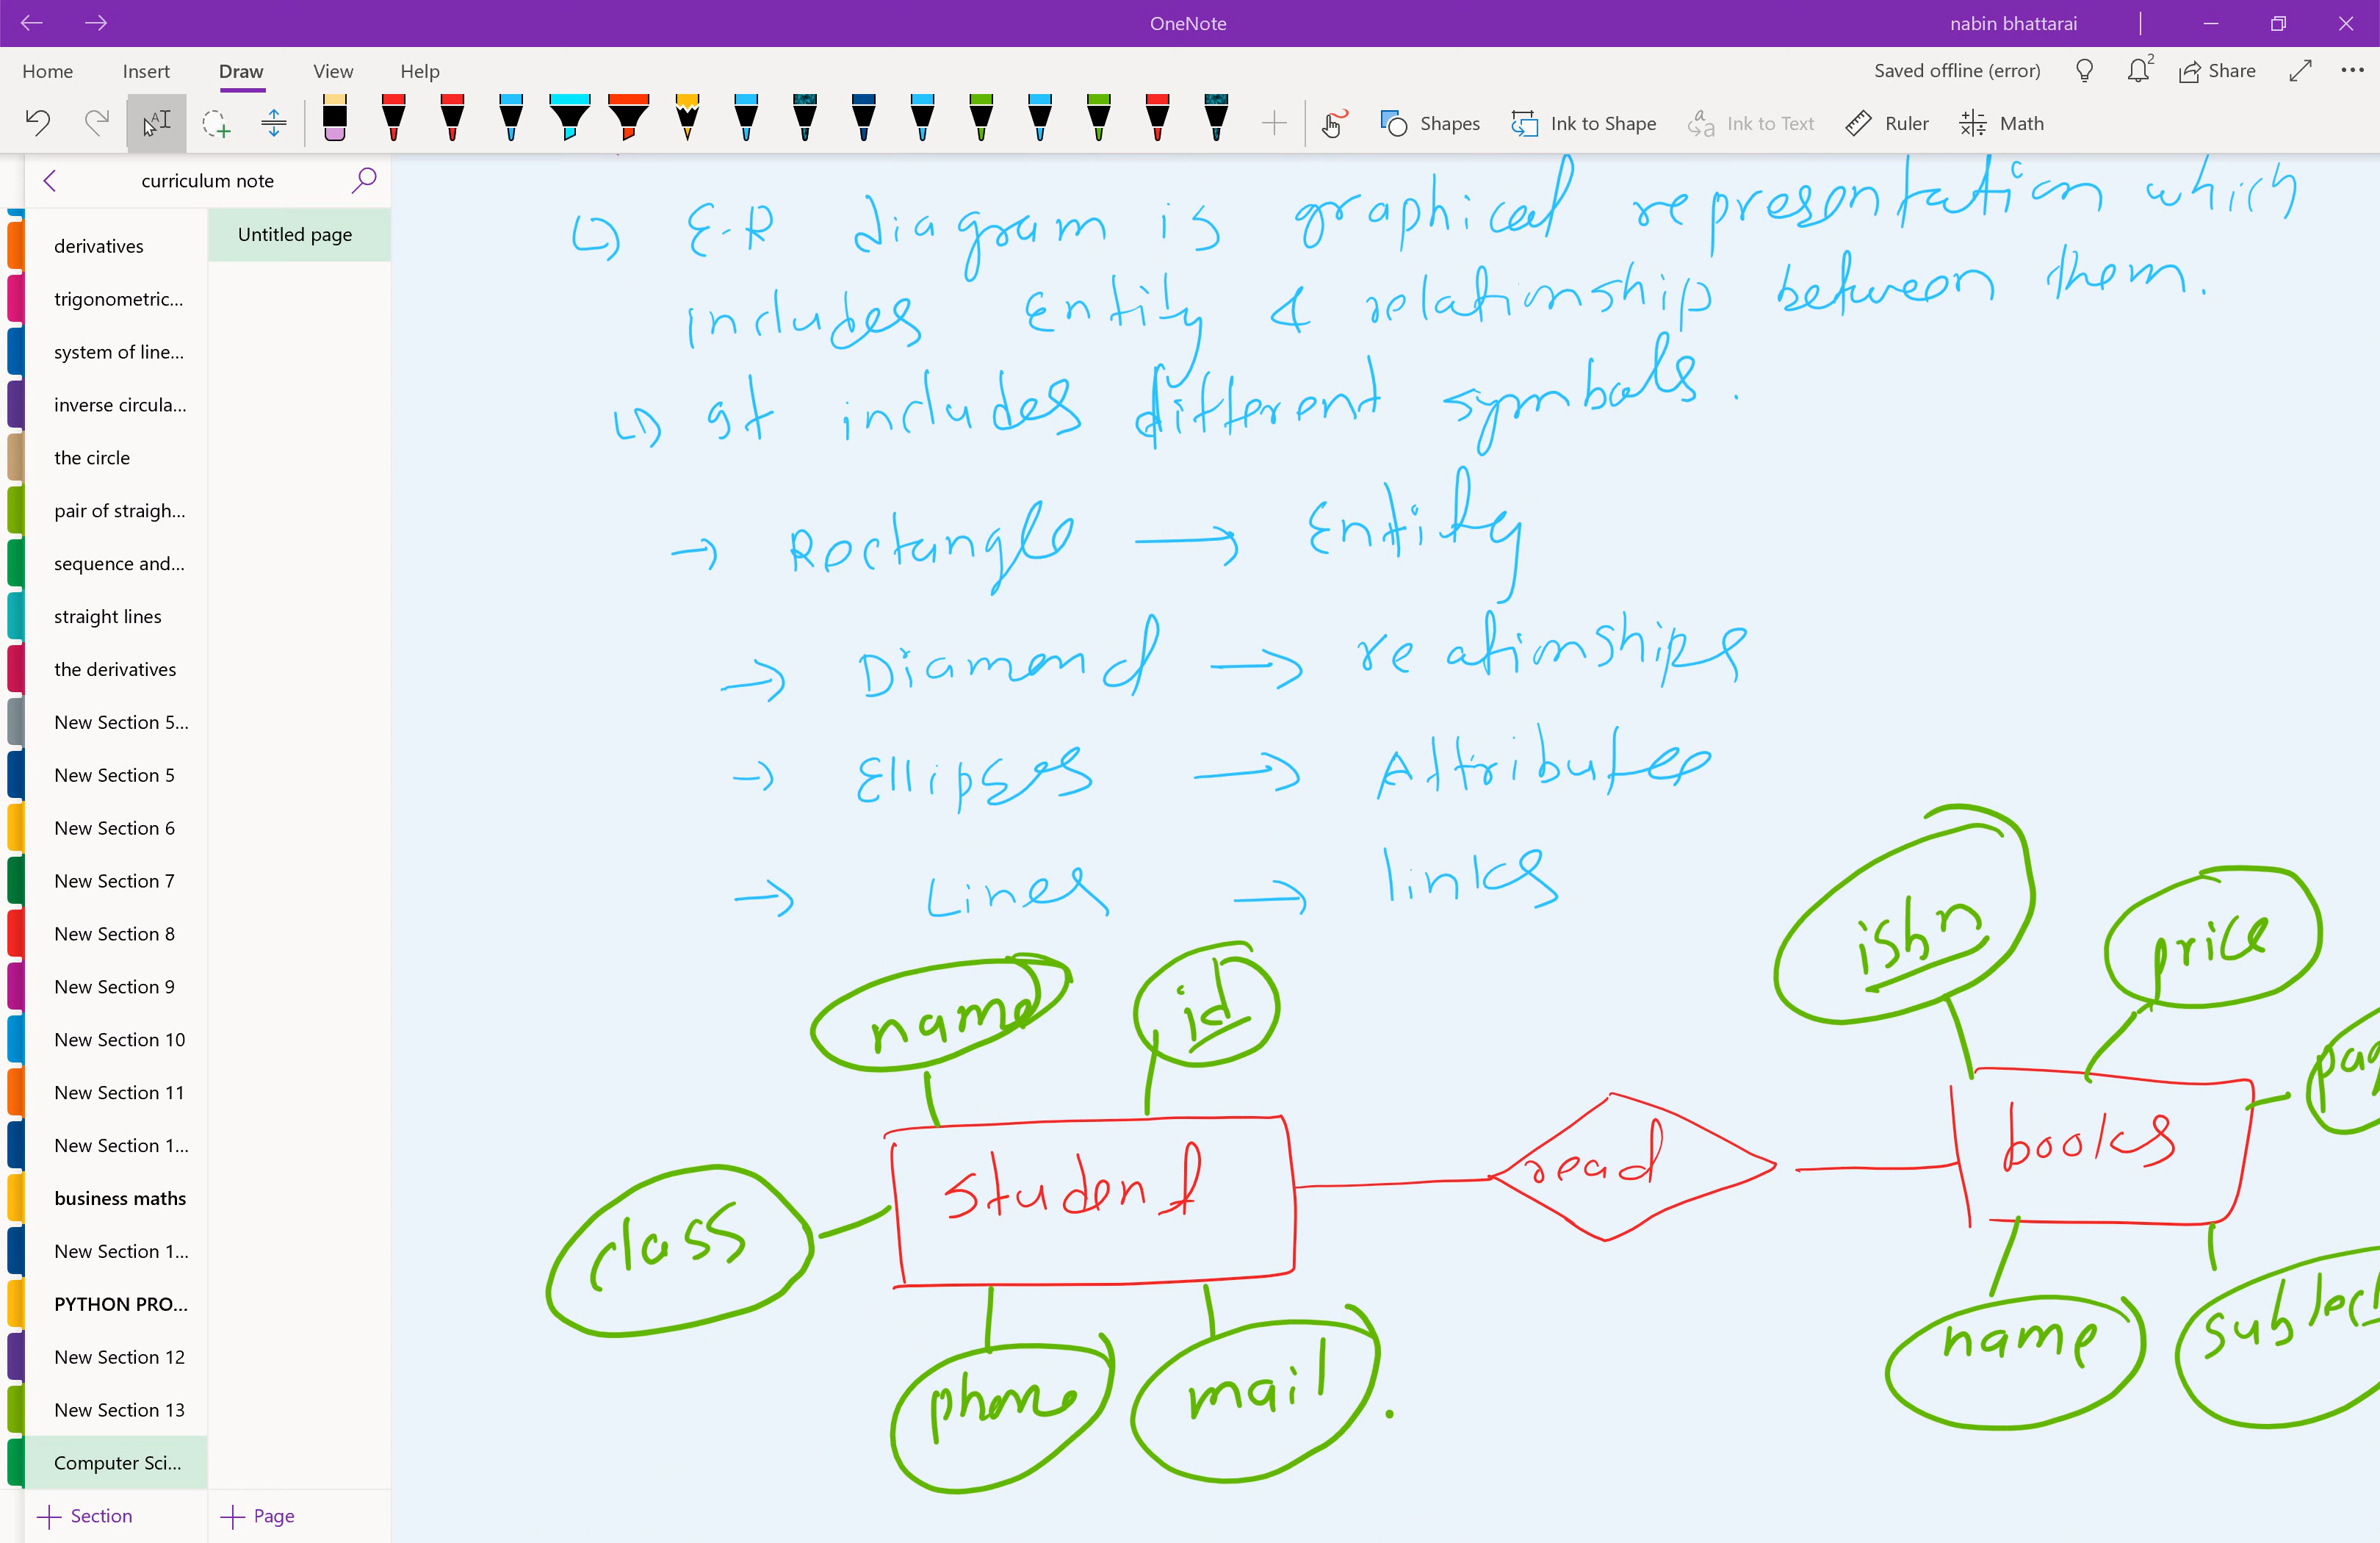 OneNote
nabin bhattarai
Home Insert Draw View Help
Saved offline (error) 2 Share
Shapes Ink to Shape Ink to Text Ruler Math
curriculum note
Untitled page
derivatives
trigonometric...
system of line...
inverse circula...
the circle
pair of straigh...
sequence and...
straight lines
the derivatives
New Section 5...
New Section 5
New Section 6
New Section 7
New Section 8
New Section 9
New Section 10
New Section 11
New Section 1...
business maths
New Section 1...
PYTHON PRO...
New Section 12
New Section 13
Computer Sci...
Section
Page
E-R diagram is graphical representation which
includes Entity & relationship between them.
It includes different symbols.
→ Rectangle → Entity
→ Diamond → reationships
→ Ellipses → Attributes
→ Lines → links
name
id
isbn
price
pag
class
student
read
books
phone
mail
name
subject